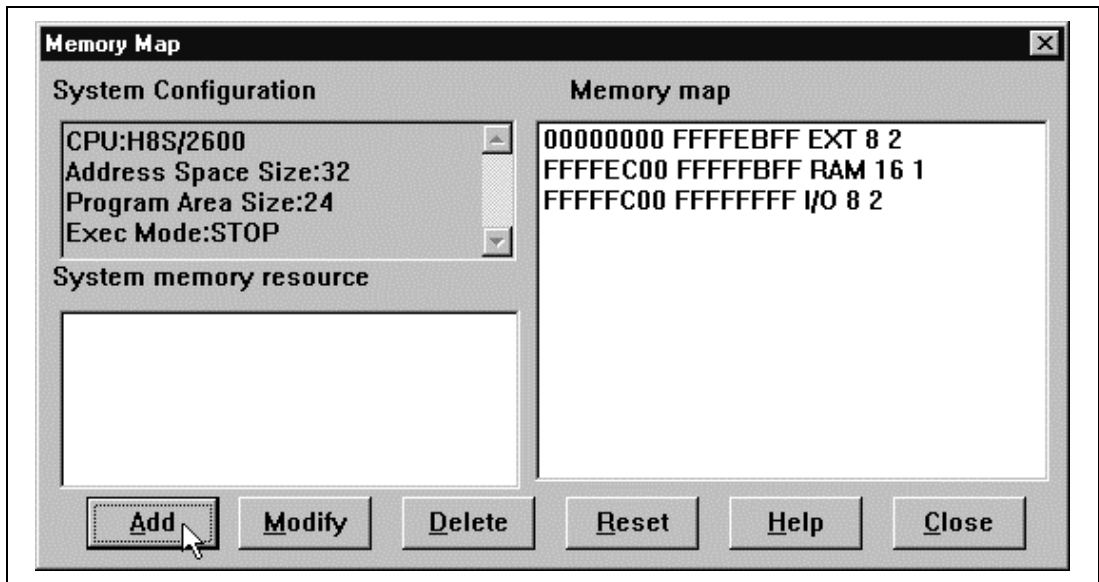 Memory Map
System Configuration
CPU:H8S/2600
Address Space Size:32
Program Area Size:24
Exec Mode:STOP
System memory resource
Memory map
00000000 FFFFEBFF EXT 8 2
FFFFEC00 FFFFFBFF RAM 16 1
FFFFFC00 FFFFFFFF I/O 8 2
Add
Modify
Delete
Reset
Help
Close